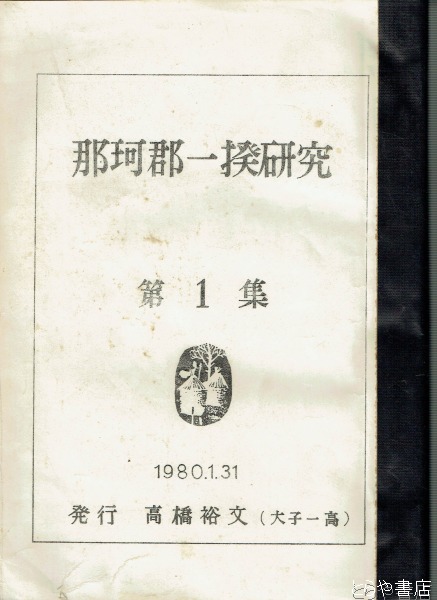 那珂郡一揆研究
第1集
1980.1.31
発行 高橋裕文(大子一高)
とらや書店